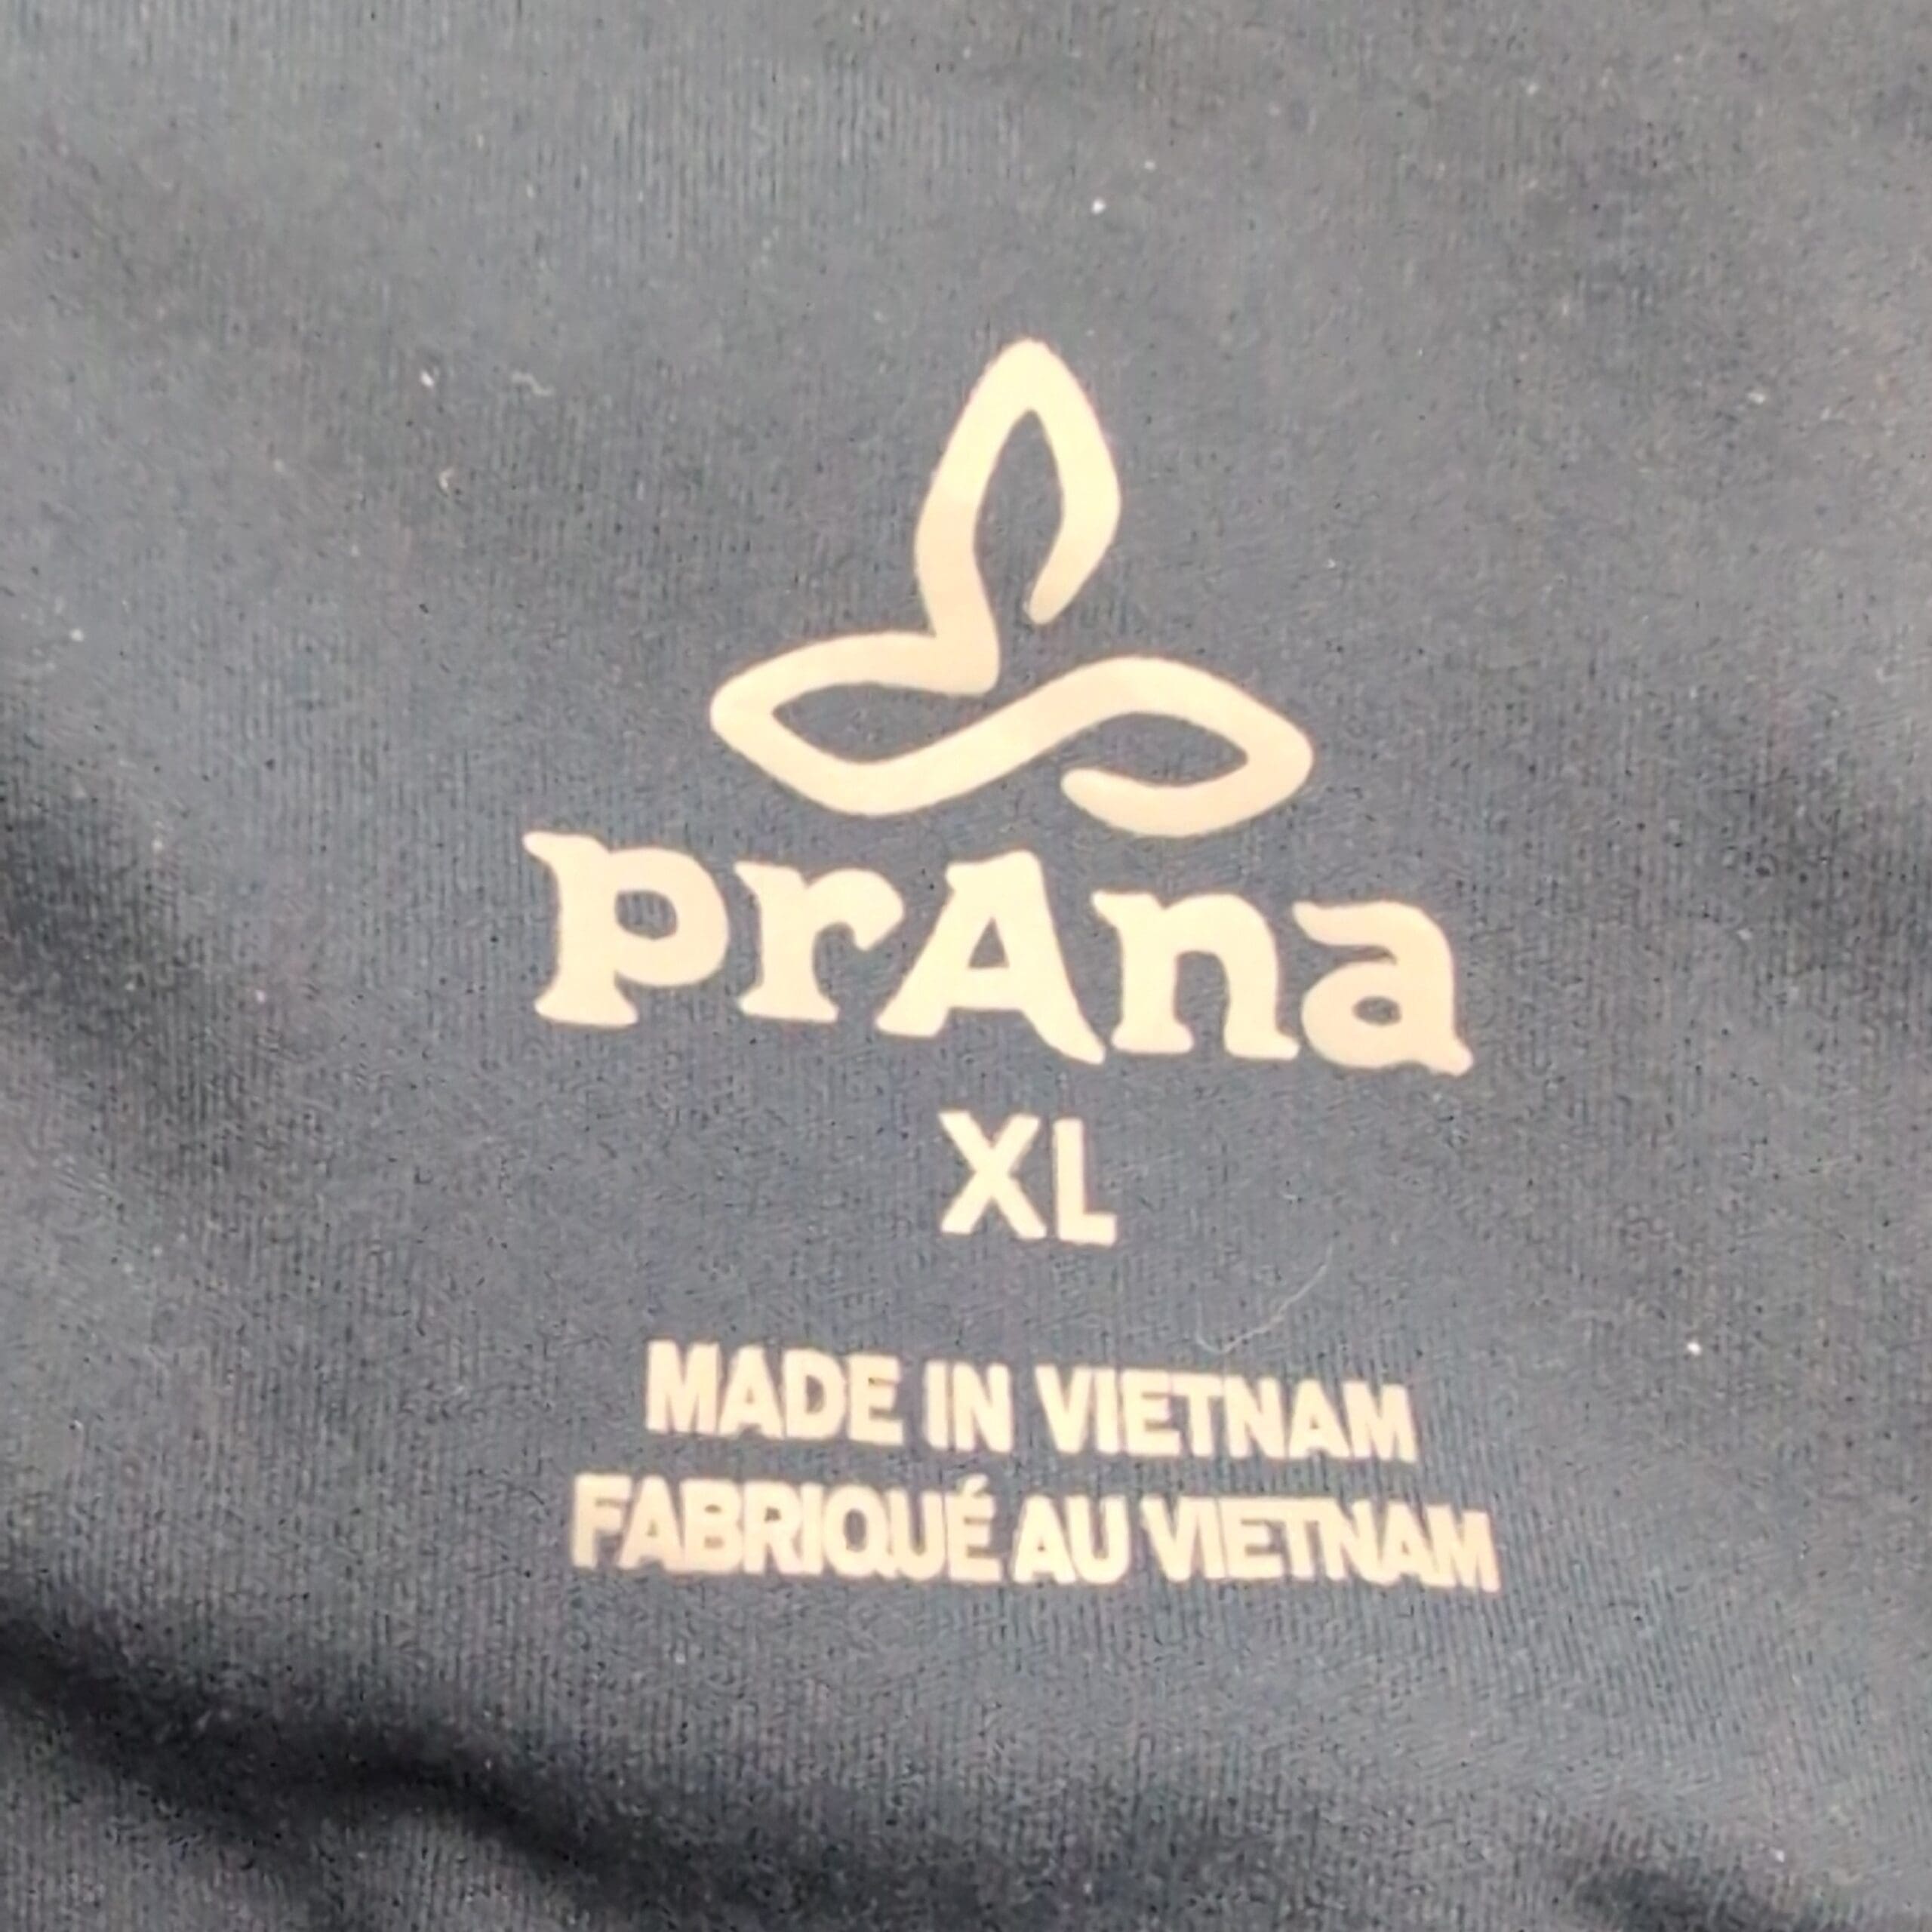 prAna
XL
MADE IN VIETNAM
FABRIQUÉ AU VIETNAM